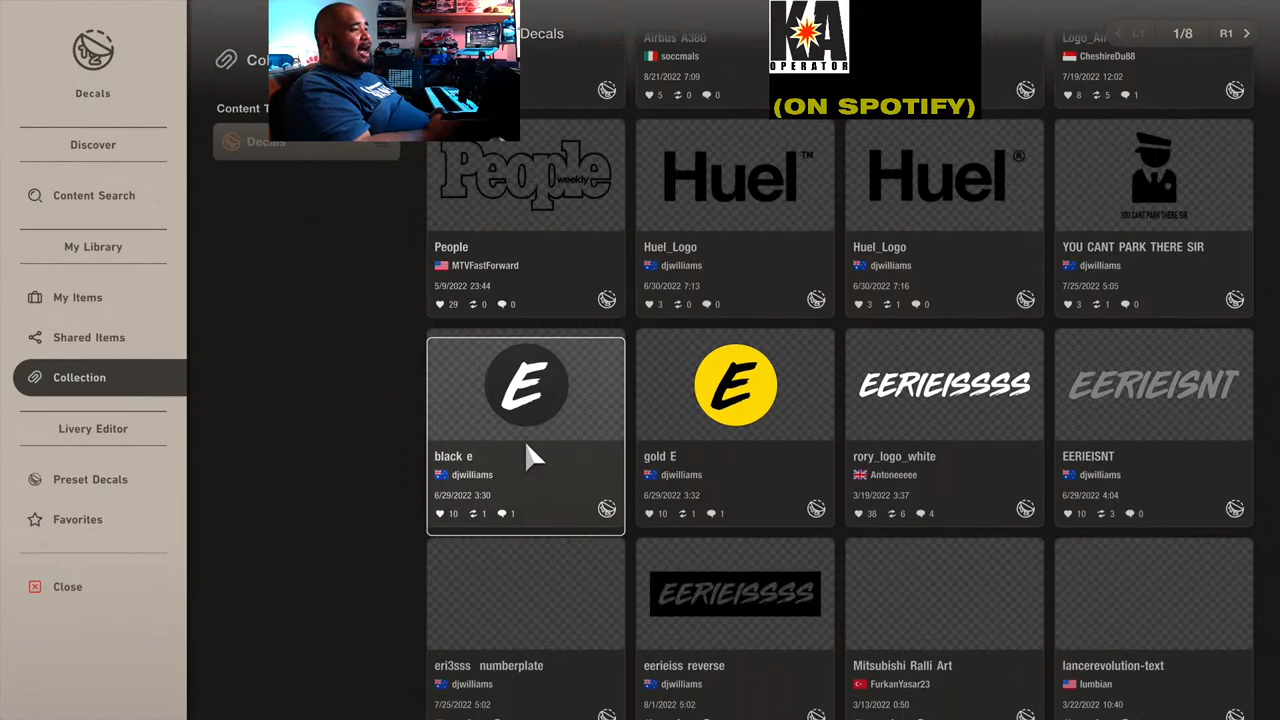 Decals
Discover
Content Search
My Library
My Items
Shared Items
Collection
Livery Editor
Preset Decals
Favorites
Close
Decals
L1 1/8 R1
KA
OPERATOR
(ON SPOTIFY)
Decals
Airbus A380
soccmals
8/21/2022 7:09
5 0 0
CheshireDu88
7/19/2022 12:02
8 5 1
People weekly
People
MTVFastForward
5/9/2022 23:44
29 0 0
Huel™
Huel_Logo
djwilliams
6/30/2022 7:13
3 0 0
Huel®
Huel_Logo
djwilliams
6/30/2022 7:16
3 1 0
YOU CANT PARK THERE SIR
YOU CANT PARK THERE SIR
djwilliams
7/25/2022 5:05
3 1 0
E
black e
djwilliams
6/29/2022 3:30
10 1 1
E
gold E
djwilliams
6/29/2022 3:32
10 1 1
EERIEISSSS
rory_logo_white
Antoneeeee
3/19/2022 3:37
38 6 4
EERIEISNT
EERIEISNT
djwilliams
6/29/2022 4:04
10 3 0
eri3sss numberplate
djwilliams
7/25/2022 5:02
EERIEISSSS
eerieiss reverse
djwilliams
8/1/2022 5:02
Mitsubishi Ralli Art
FurkanYasar23
3/13/2022 0:50
lancerevolution-text
lumbian
3/22/2022 10:40